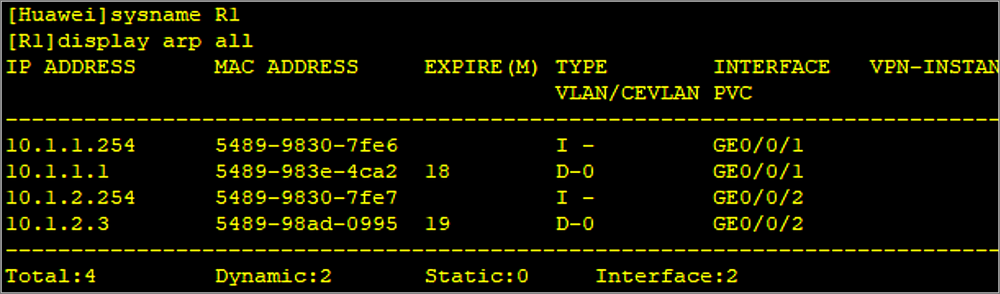 [Huawei]sysname R1
[R1]display arp all
IP ADDRESS      MAC ADDRESS     EXPIRE(M) TYPE        INTERFACE   VPN-INSTAN
                                          VLAN/CEVLAN PVC
----------------------------------------------------------------------------
10.1.1.254      5489-9830-7fe6            I -         GE0/0/1
10.1.1.1        5489-983e-4ca2  18        D-0         GE0/0/1
10.1.2.254      5489-9830-7fe7            I -         GE0/0/2
10.1.2.3        5489-98ad-0995  19        D-0         GE0/0/2
----------------------------------------------------------------------------
Total:4         Dynamic:2       Static:0     Interface:2